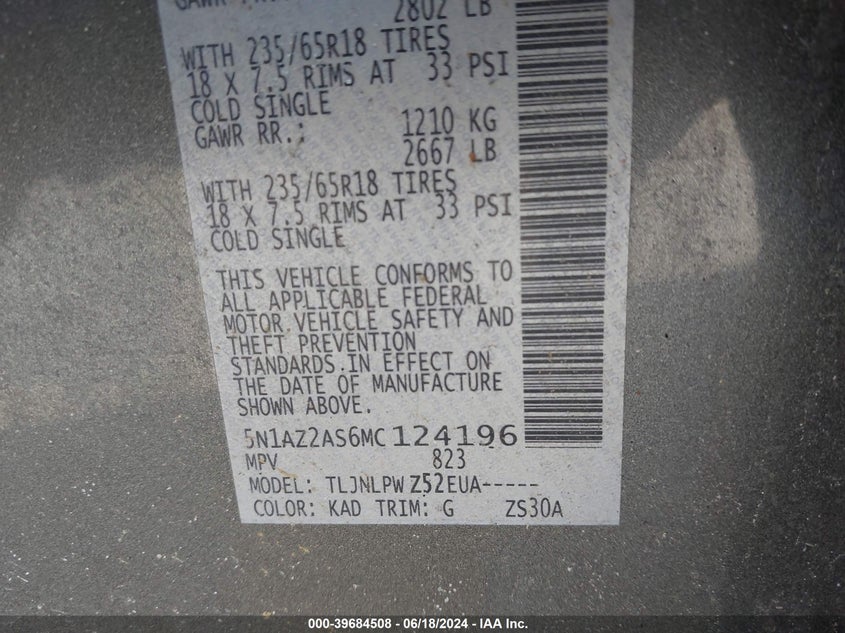 2802 LB
WITH 235/65R18 TIRES
18 X 7.5 RIMS AT 33 PSI
COLD SINGLE
GAWR RR.: 1210 KG
2667 LB
WITH 235/65R18 TIRES
18 X 7.5 RIMS AT 33 PSI
COLD SINGLE
THIS VEHICLE CONFORMS TO
ALL APPLICABLE FEDERAL
MOTOR VEHICLE SAFETY AND
THEFT PREVENTION
STANDARDS IN EFFECT ON
THE DATE OF MANUFACTURE
SHOWN ABOVE.
5N1AZ2AS6MC124196
MPV 823
MODEL: TLJNLPWZ52EUA-----
COLOR: KAD TRIM: G ZS30A
000-39684508 - 06/18/2024 - IAA Inc.